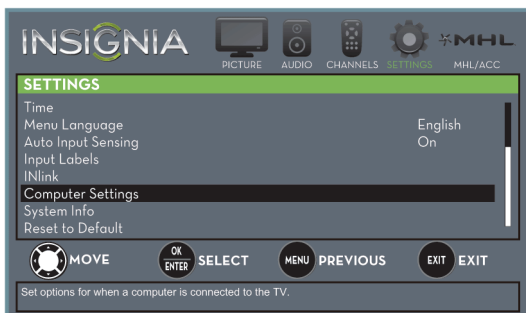 INSIGNIA
PICTURE AUDIO CHANNELS SETTINGS MHL MHL/ACC
SETTINGS
Time
Menu Language English
Auto Input Sensing On
Input Labels
INlink
Computer Settings
System Info
Reset to Default
MOVE OK ENTER SELECT MENU PREVIOUS EXIT EXIT
Set options for when a computer is connected to the TV.